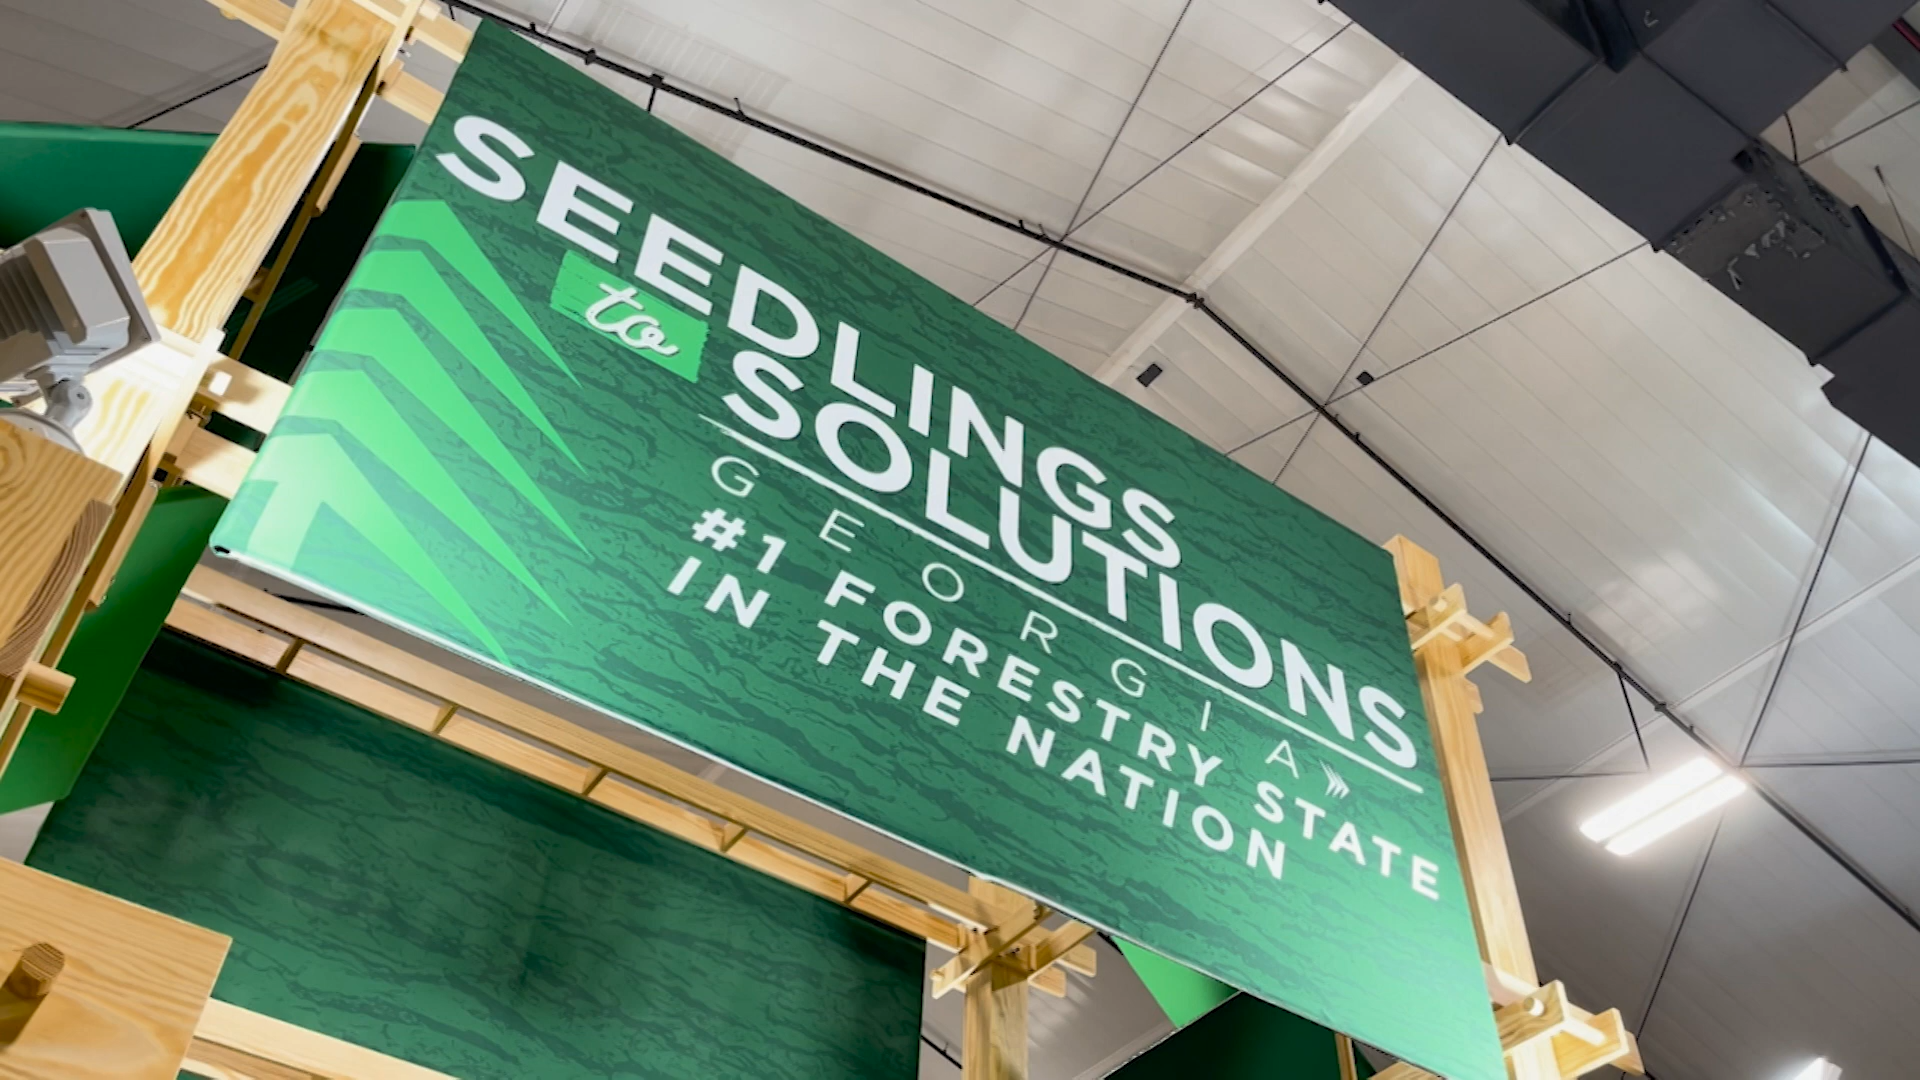 SEEDLINGS
to SOLUTIONS
GEORGIA
#1 FORESTRY STATE
IN THE NATION